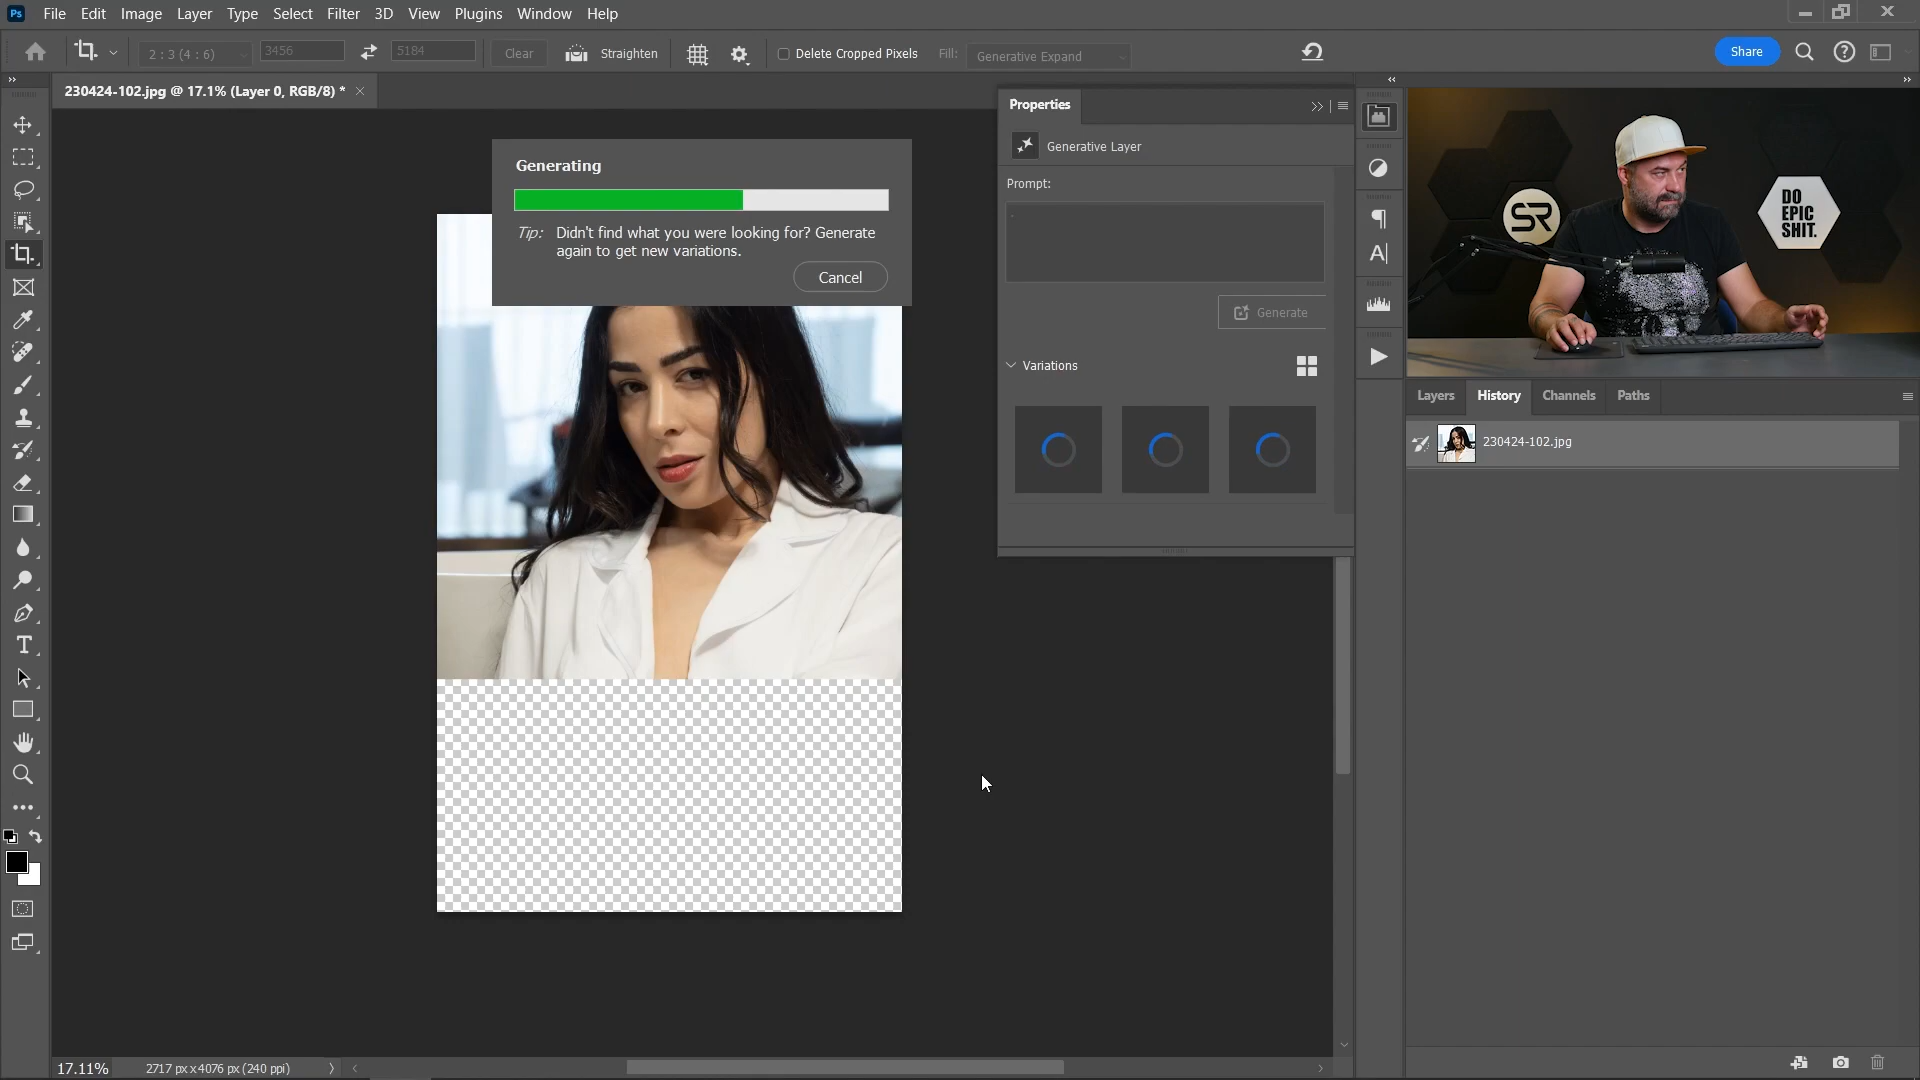 Ps File Edit Image Layer Type Select Filter 3D View Plugins Window Help
2 : 3 (4 : 6) 3456 5184 Clear Straighten Delete Cropped Pixels Fill: Generative Expand Share
230424-102.jpg @ 17.1% (Layer 0, RGB/8) *
Properties
Generative Layer
Prompt:
Generate
Variations
Generating
Tip: Didn't find what you were looking for? Generate
again to get new variations.
Cancel
SR
DO
EPIC
SHIT.
Layers History Channels Paths
230424-102.jpg
17.11% 2717 px x 4076 px (240 ppi)